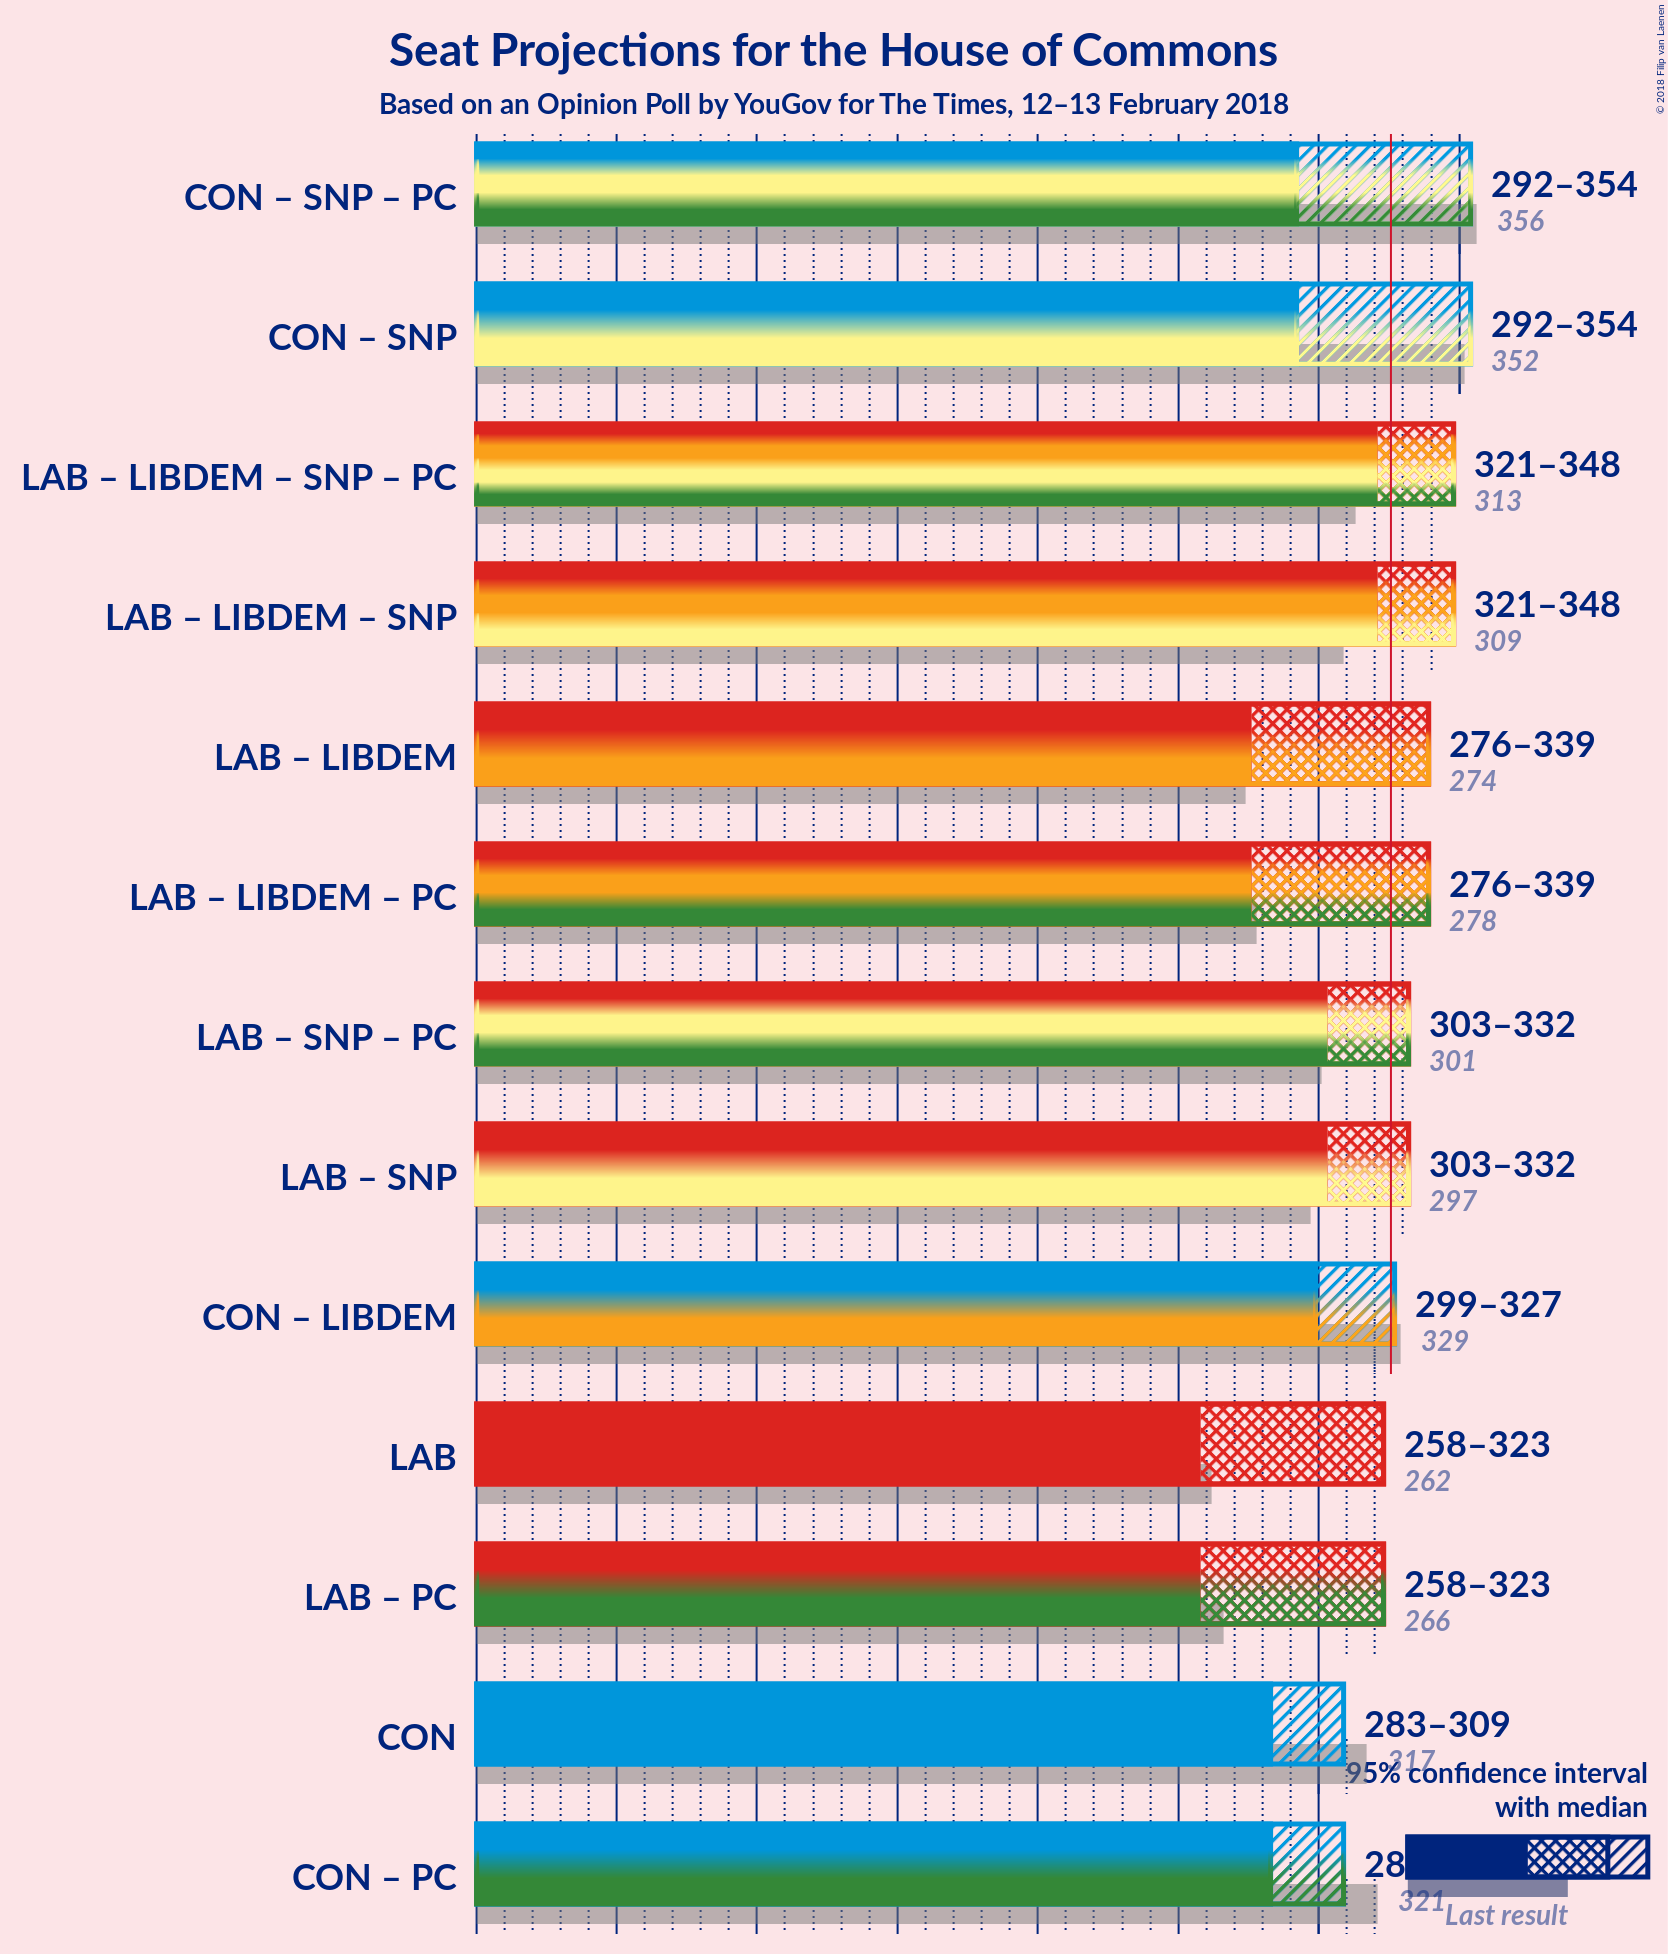 Seat Projections for the House of Commons
Based on an Opinion Poll by YouGov for The Times, 12–13 February 2018
© 2018 Filip van Laenen
CON – SNP – PC
292–354
356
CON – SNP
292–354
352
LAB – LIBDEM – SNP – PC
321–348
313
LAB – LIBDEM – SNP
321–348
309
LAB – LIBDEM
276–339
274
LAB – LIBDEM – PC
276–339
278
LAB – SNP – PC
303–332
301
LAB – SNP
303–332
297
CON – LIBDEM
299–327
329
LAB
258–323
262
LAB – PC
258–323
266
CON
283–309
317
95% confidence interval
with median
CON – PC
28
321
Last result